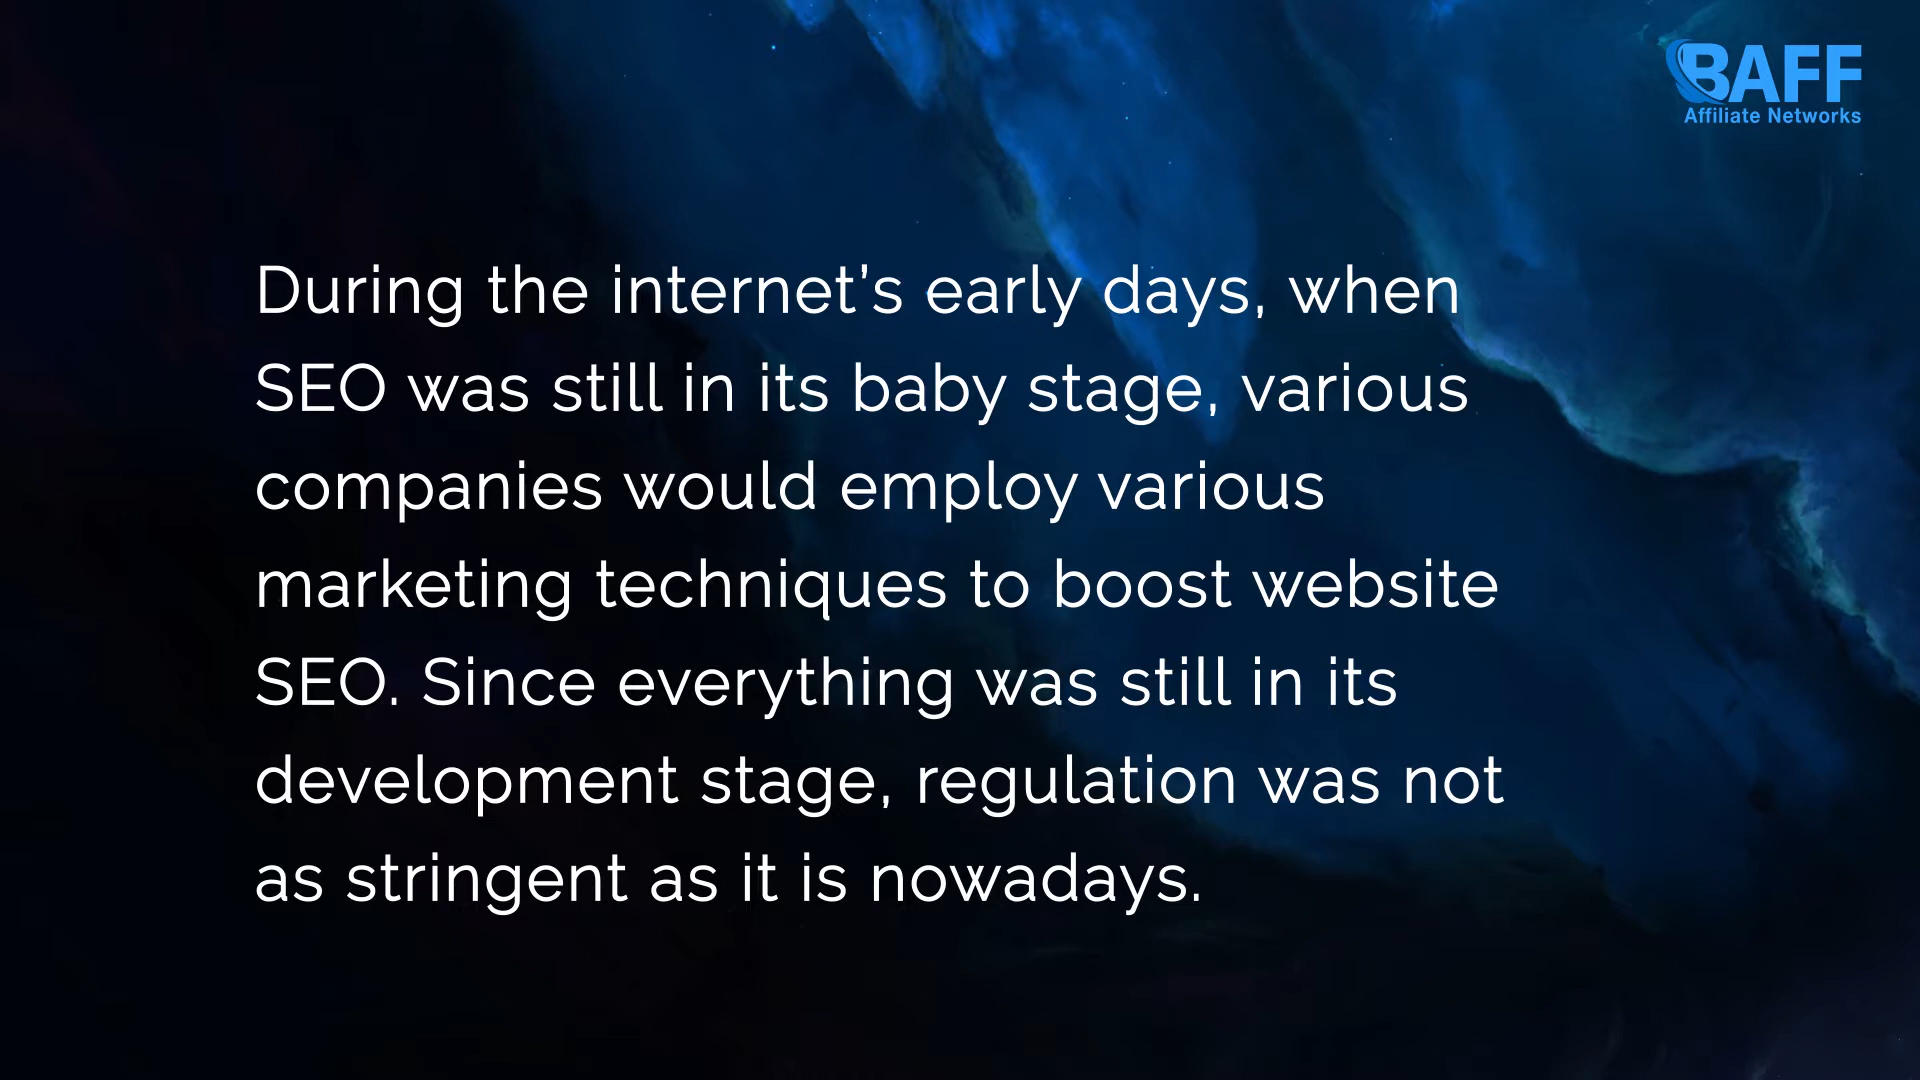 BAFF
Affiliate Networks
During the internet’s early days, when
SEO was still in its baby stage, various
companies would employ various
marketing techniques to boost website
SEO. Since everything was still in its
development stage, regulation was not
as stringent as it is nowadays.